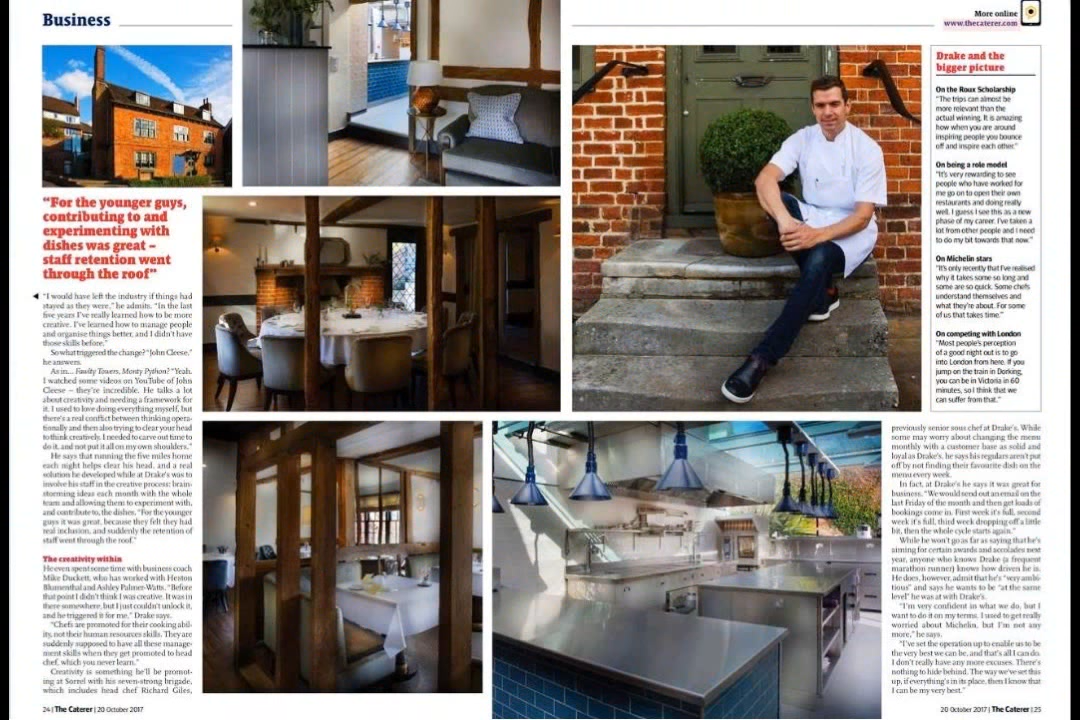 Business
More online
www.thecaterer.com
"For the younger guys,
contributing to and
experimenting with
dishes was great –
staff retention went
through the roof"
"I would have left the industry if things had
stayed as they were," he admits. "In the last
five years I've really learned how to be more
creative. I've learned how to manage people
and organise things better, and I didn't have
those skills before."
So what triggered the change? "John Cleese,"
he answers.
As in… Fawlty Towers, Monty Python? "Yeah.
I watched some videos on YouTube of John
Cleese – they're incredible. He talks a lot
about creativity and needing a framework for
it. I used to love doing everything myself, but
there's a real conflict between thinking opera-
tionally and then also trying to clear your head
to think creatively. I needed to carve out time to
do it, and not put it all on my own shoulders."
He says that running the five miles home
each night helps clear his head, and a real
solution he developed while at Drake's was to
involve his staff in the creative process: brain-
storming ideas each month with the whole
team and allowing them to experiment with,
and contribute to, the dishes. "For the younger
guys it was great, because they felt they had
real inclusion, and suddenly the retention of
staff went through the roof."
The creativity within
He even spent some time with business coach
Mike Duckett, who has worked with Heston
Blumenthal and Ashley Palmer-Watts. "Before
that point I didn't think I was creative. It was in
there somewhere, but I just couldn't unlock it,
and he triggered it for me," Drake says.
"Chefs are promoted for their cooking abil-
ity, not their human resources skills. They are
suddenly supposed to have all these manage-
ment skills when they get promoted to head
chef, which you never learn."
Creativity is something he'll be promot-
ing at Sorrel with his seven-strong brigade,
which includes head chef Richard Giles,
24 | The Caterer | 20 October 2017
Drake and the
bigger picture
On the Roux Scholarship
"The trips can almost be
more relevant than the
actual winning. It is amazing
how when you are around
inspiring people you bounce
off and inspire each other."
On being a role model
"It's very rewarding to see
people who have worked for
me go on to open their own
restaurants and doing really
well. I guess I see this as a new
phase of my career. I've taken a
lot from other people and I need
to do my bit towards that now."
On Michelin stars
"It's only recently that I've realised
why it takes some so long and
some are so quick. Some chefs
understand themselves and
what they're about. For some
of us that takes time."
On competing with London
"Most people's perception
of a good night out is to go
into London from here. If you
jump on the train in Dorking,
you can be in Victoria in 60
minutes, so I think that we
can suffer from that."
previously senior sous chef at Drake's. While
some may worry about changing the menu
monthly with a customer base as solid and
loyal as Drake's, he says his regulars aren't put
off by not finding their favourite dish on the
menu every week.
In fact, at Drake's he says it was great for
business. "We would send out an email on the
last Friday of the month and then get loads of
bookings come in. First week it's full, second
week it's full, third week dropping off a little
bit, then the whole cycle starts again."
While he won't go as far as saying that he's
aiming for certain awards and accolades next
year, anyone who knows Drake (a frequent
marathon runner) knows how driven he is.
He does, however, admit that he's "very ambi-
tious" and says he wants to be "at the same
level" he was at with Drake's.
"I'm very confident in what we do, but I
want to do it on my terms. I used to get really
worried about Michelin, but I'm not any
more," he says.
"I've set the operation up to enable us to be
the very best we can be, and that's all I can do.
I don't really have any more excuses. There's
nothing to hide behind. The way we've set this
up, if everything's in its place, then I know that
I can be my very best."
20 October 2017 | The Caterer | 25